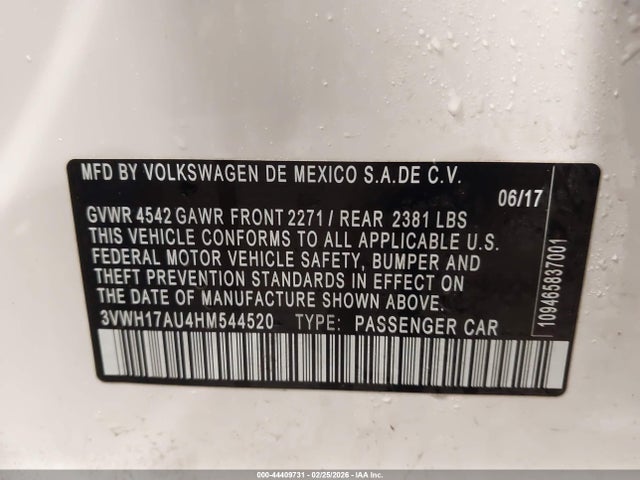 MFD BY VOLKSWAGEN DE MEXICO S.A.DE C.V.
06/17
GVWR 4542 GAWR FRONT 2271 / REAR 2381 LBS
THIS VEHICLE CONFORMS TO ALL APPLICABLE U.S.
FEDERAL MOTOR VEHICLE SAFETY, BUMPER AND
THEFT PREVENTION STANDARDS IN EFFECT ON
THE DATE OF MANUFACTURE SHOWN ABOVE.
3VWH17AU4HM544520 TYPE: PASSENGER CAR
109465837001
000-44409731 - 02/25/2026 - IAA Inc.